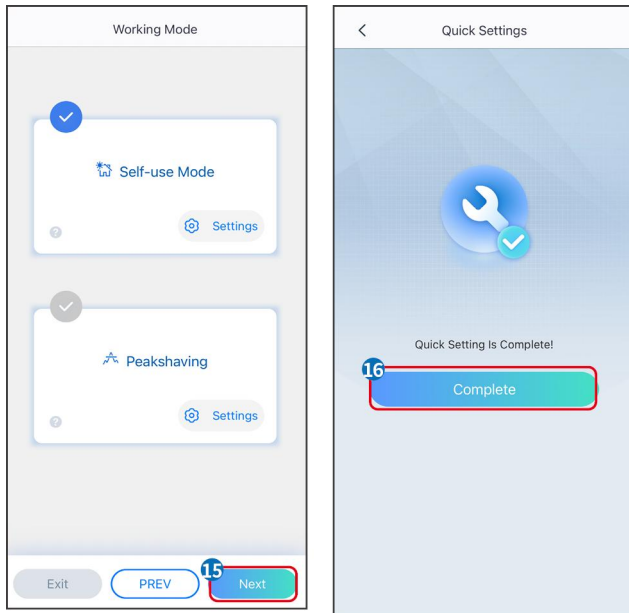 Working Mode
Self-use Mode
?
Settings
Peakshaving
?
Settings
Exit
PREV
15
Next
Quick Settings
Quick Setting Is Complete!
16
Complete